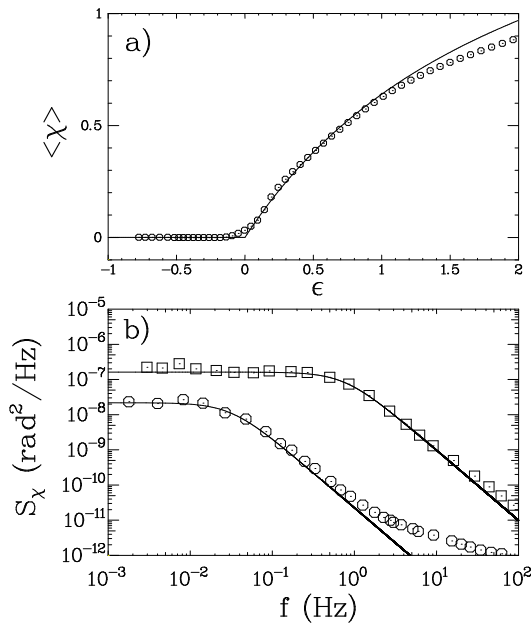 1
a)
<χ>
0.5
0
−1 −0.5 0 0.5 1 1.5 2
ϵ
10⁻⁵
b)
10⁻⁶
10⁻⁷
10⁻⁸
10⁻⁹
10⁻¹⁰
10⁻¹¹
10⁻¹²
Sᵪ (rad²/Hz)
10⁻³ 10⁻² 10⁻¹ 10⁰ 10¹ 10²
f (Hz)